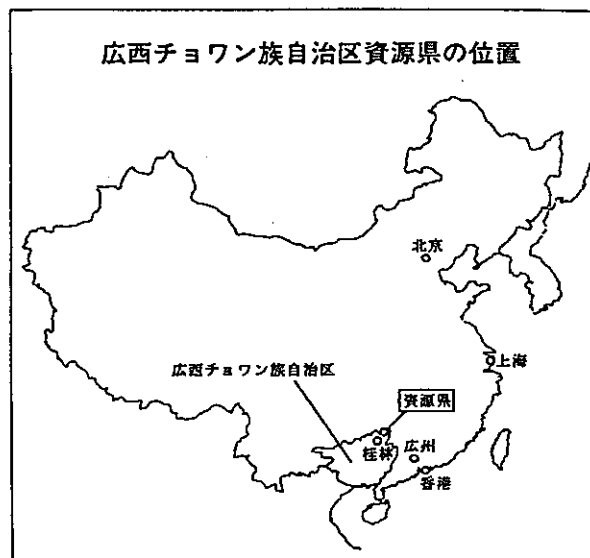 広西チョワン族自治区資源県の位置
北京
上海
広西チョワン族自治区
資源県
桂林
広州
香港